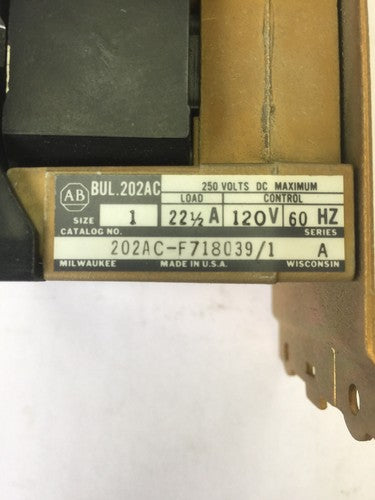 AB BUL.202AC 250 VOLTS DC MAXIMUM
LOAD CONTROL
SIZE 1 22½ A 120V 60 HZ
CATALOG NO. SERIES
202AC-F718039/1 A
MILWAUKEE MADE IN U.S.A. WISCONSIN